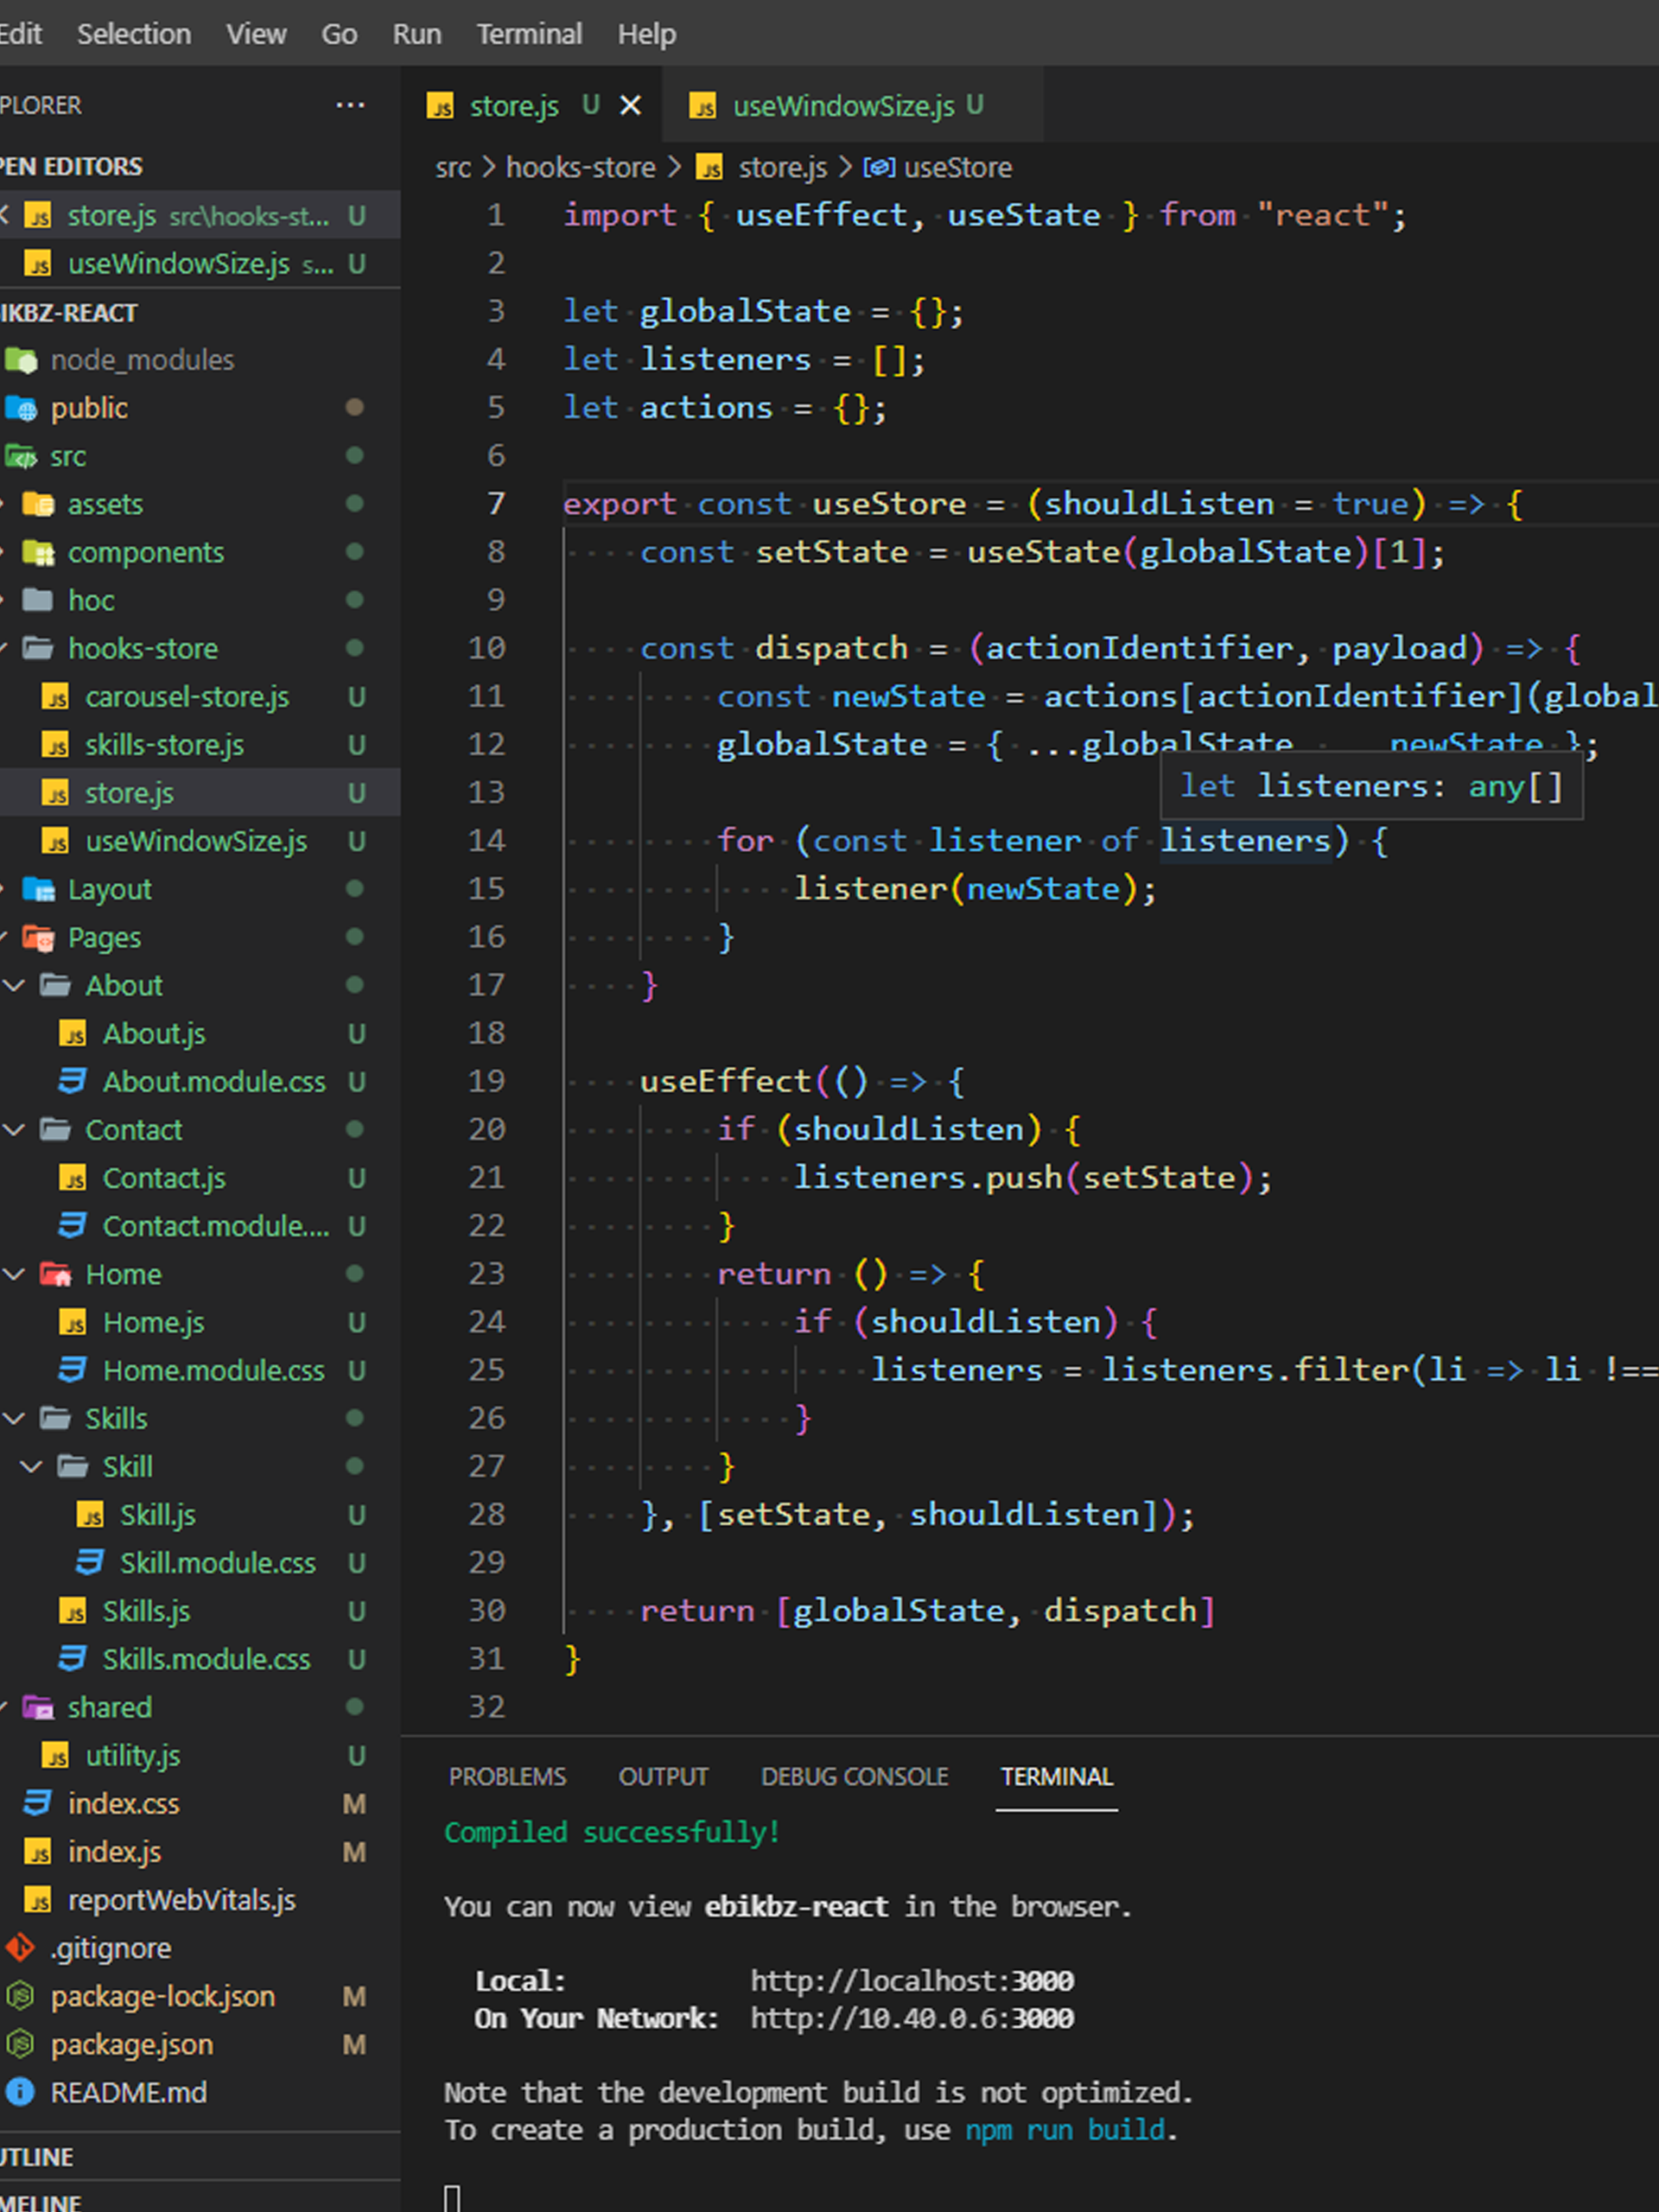 Edit Selection View Go Run Terminal Help
PLORER ...
store.js U
useWindowSize.js U
PEN EDITORS
store.js src\hooks-st... U
useWindowSize.js s... U
IKBZ-REACT
node_modules
public
src
assets
components
hoc
hooks-store
carousel-store.js U
skills-store.js U
store.js U
useWindowSize.js U
Layout
Pages
About
About.js U
About.module.css U
Contact
Contact.js U
Contact.module.... U
Home
Home.js U
Home.module.css U
Skills
Skill
Skill.js U
Skill.module.css U
Skills.js U
Skills.module.css U
shared
utility.js U
index.css M
index.js M
reportWebVitals.js
.gitignore
package-lock.json M
package.json M
README.md
UTLINE
MELINE
src > hooks-store > store.js > useStore
1 import { useEffect, useState } from "react";
2
3 let globalState = {};
4 let listeners = [];
5 let actions = {};
6
7 export const useStore = (shouldListen = true) => {
8 const setState = useState(globalState)[1];
9
10 const dispatch = (actionIdentifier, payload) => {
11 const newState = actions[actionIdentifier](global
12 globalState = { ...globalState newState };
let listeners: any[]
13
14 for (const listener of listeners) {
15 listener(newState);
16 }
17 }
18
19 useEffect(() => {
20 if (shouldListen) {
21 listeners.push(setState);
22 }
23 return () => {
24 if (shouldListen) {
25 listeners = listeners.filter(li => li !==
26 }
27 }
28 }, [setState, shouldListen]);
29
30 return [globalState, dispatch]
31 }
32
PROBLEMS OUTPUT DEBUG CONSOLE TERMINAL
Compiled successfully!
You can now view ebikbz-react in the browser.
Local: http://localhost:3000
On Your Network: http://10.40.0.6:3000
Note that the development build is not optimized.
To create a production build, use npm run build.